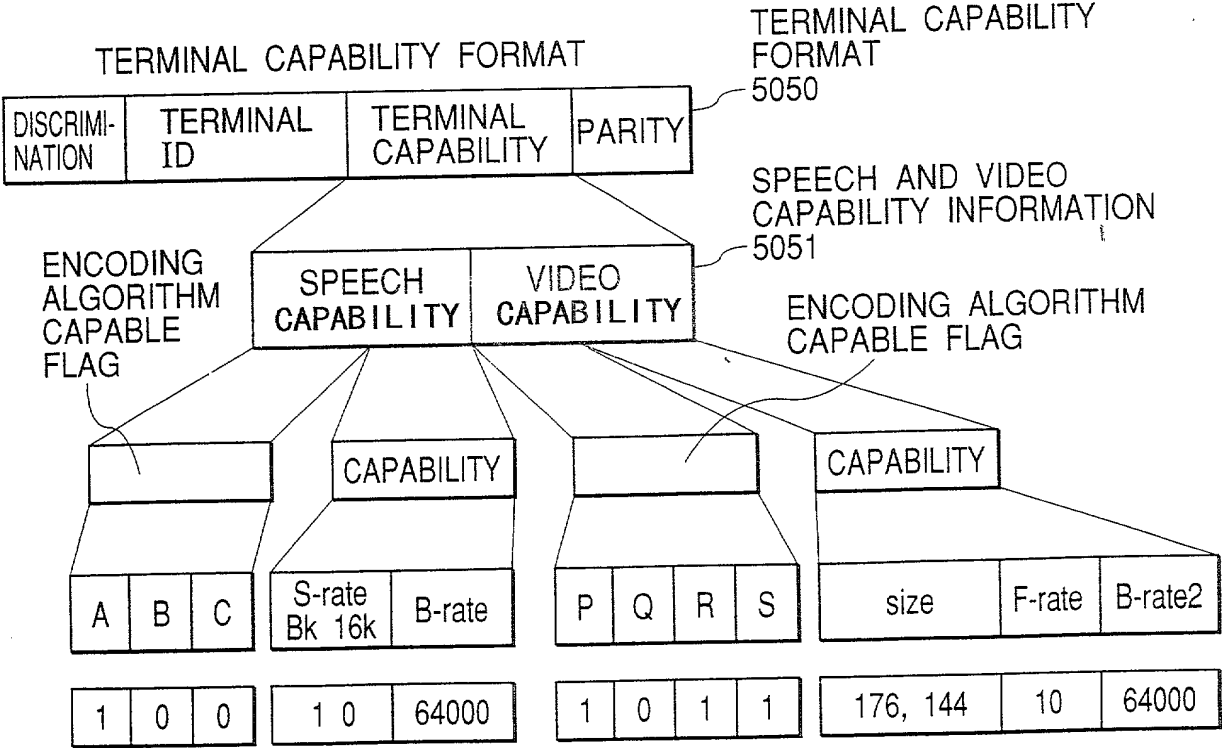 TERMINAL CAPABILITY FORMAT
TERMINAL CAPABILITY
FORMAT
5050
DISCRIMI-
NATION
TERMINAL
ID
TERMINAL
CAPABILITY
PARITY
SPEECH AND VIDEO
CAPABILITY INFORMATION
5051
ENCODING
ALGORITHM
CAPABLE
FLAG
SPEECH
CAPABILITY
VIDEO
CAPABILITY
ENCODING ALGORITHM
CAPABLE FLAG
CAPABILITY
CAPABILITY
A B C
S-rate
Bk 16k
B-rate
P Q R S
size
F-rate
B-rate2
1 0 0
1 0
64000
1 0 1 1
176, 144
10
64000